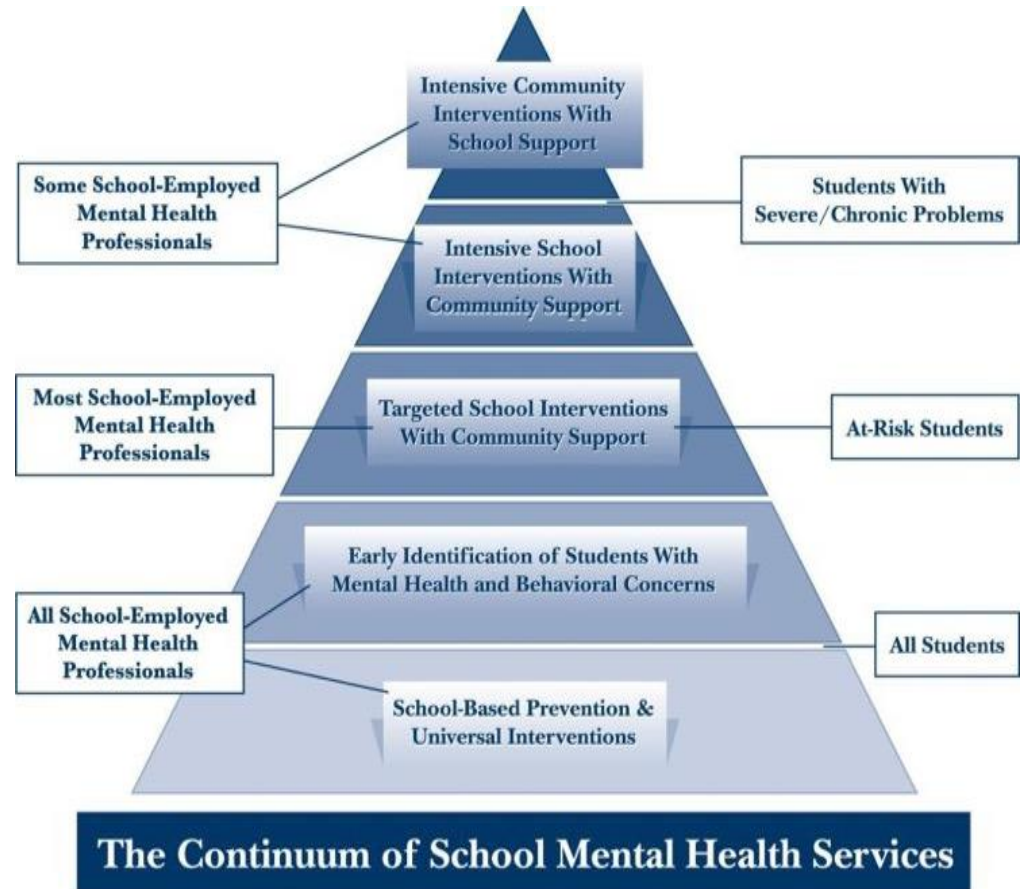 Intensive Community
Interventions With
School Support
Some School-Employed
Mental Health
Professionals
Students With
Severe/Chronic Problems
Intensive School
Interventions With
Community Support
Most School-Employed
Mental Health
Professionals
Targeted School Interventions
With Community Support
At-Risk Students
Early Identification of Students With
Mental Health and Behavioral Concerns
All School-Employed
Mental Health
Professionals
All Students
School-Based Prevention &
Universal Interventions
The Continuum of School Mental Health Services